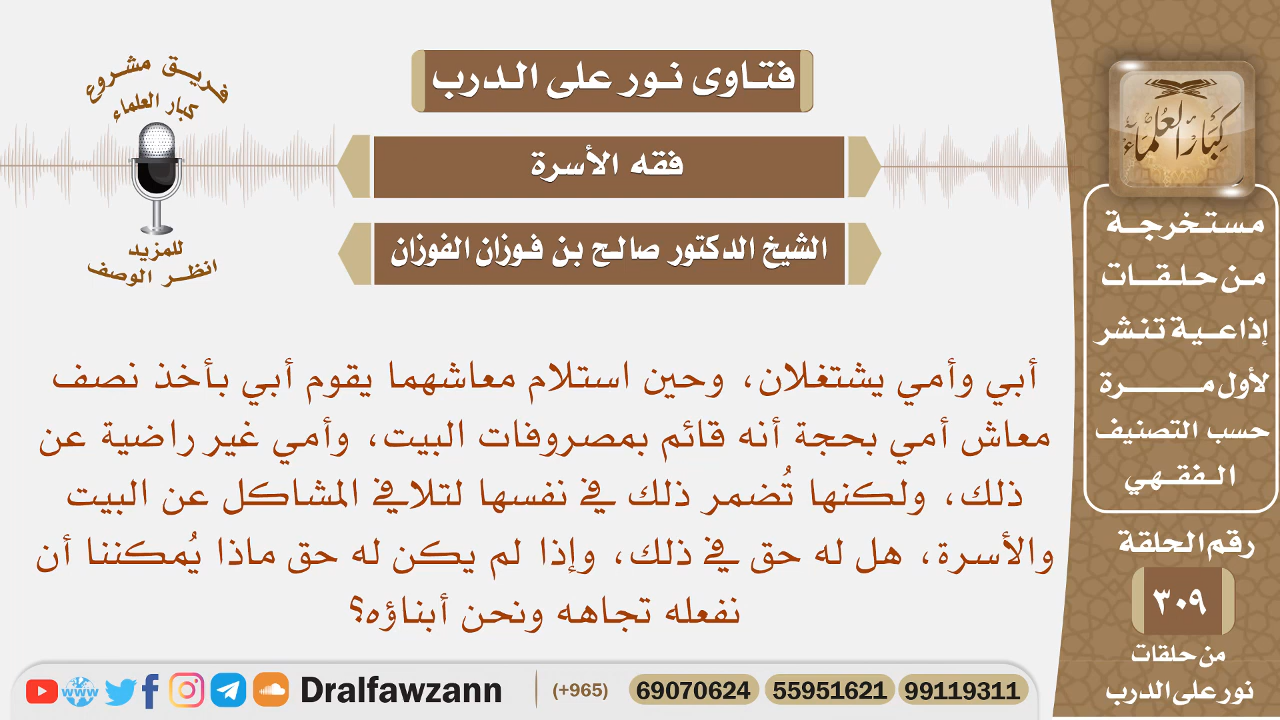 فتاوى نور على الدرب
فقه الأسرة
الشيخ الدكتور صالح بن فوزان الفوزان
فريق مشروع
كبار العلماء
للمزيد
انظر الوصف
أبي وأمي يشتغلان، وحين استلام معاشهما يقوم أبي بأخذ نصف
معاش أمي بحجة أنه قائم بمصروفات البيت، وأمي غير راضية عن
ذلك، ولكنها تُضمر ذلك في نفسها لتلافي المشاكل عن البيت
والأسرة، هل له حق في ذلك، وإذا لم يكن له حق ماذا يُمكننا أن
نفعله تجاهه ونحن أبناؤه؟
كِبَارُ العُلَمَاء
مستخرجة
من حلقات
إذاعية تنشر
لأول مرة
حسب التصنيف
الفقهي
رقم الحلقة
٣٠٩
من حلقات
نور على الدرب
www Dralfawzann (+965) 69070624 55951621 99119311